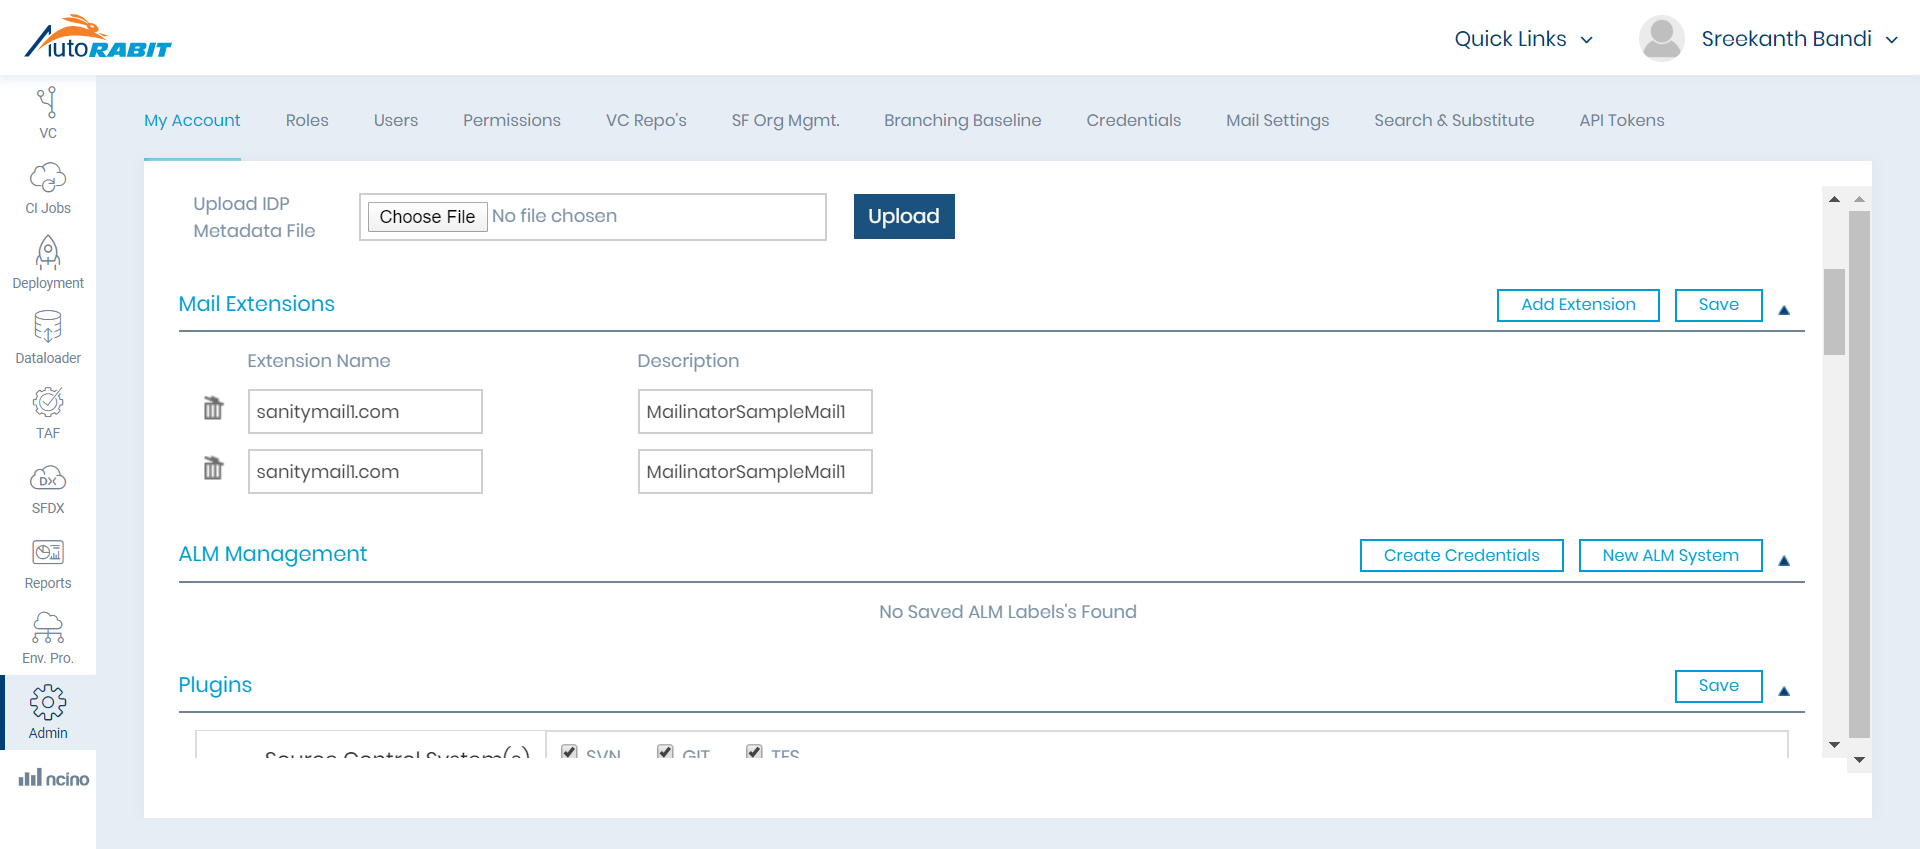 AutoRABIT
Quick Links
Sreekanth Bandi
VC
CI Jobs
Deployment
Dataloader
TAF
DX
SFDX
Reports
Env. Pro.
Admin
ncino
My Account Roles Users Permissions VC Repo's SF Org Mgmt. Branching Baseline Credentials Mail Settings Search & Substitute API Tokens
Upload IDP
Metadata File
Choose File No file chosen
Upload
Mail Extensions
Add Extension Save
Extension Name Description
sanitymail1.com MailinatorSampleMail1
sanitymail1.com MailinatorSampleMail1
ALM Management
Create Credentials New ALM System
No Saved ALM Labels's Found
Plugins
Save
Source Control System(s) SVN GIT TFS